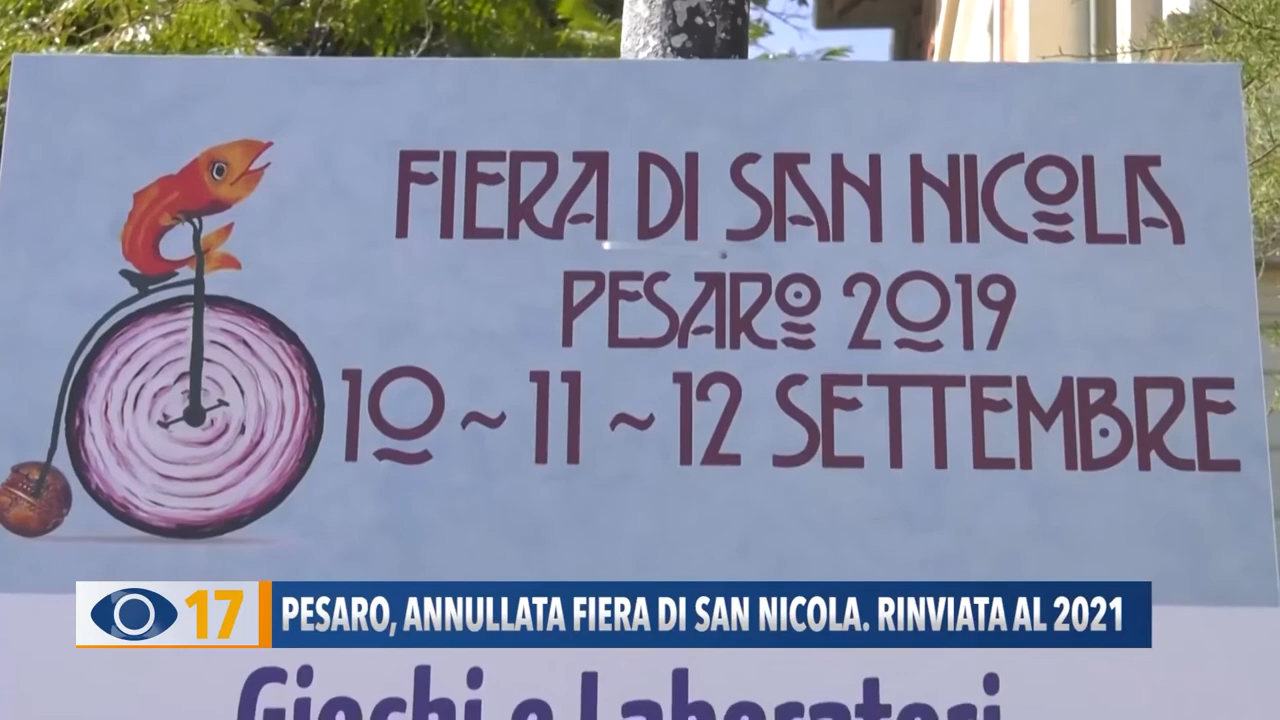 FIERA DI SAN NICOLA
PESARO 2019
10~11~12 SETTEMBRE
17 PESARO, ANNULLATA FIERA DI SAN NICOLA. RINVIATA AL 2021
Giochi e Laboratori